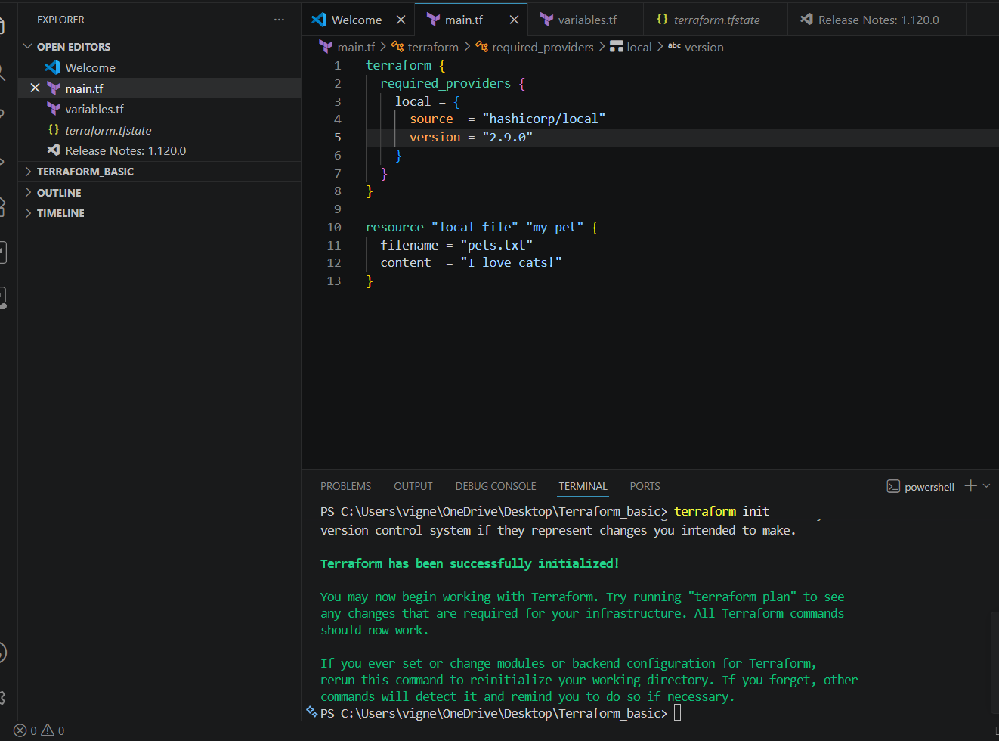 EXPLORER
OPEN EDITORS
Welcome
main.tf
variables.tf
{} terraform.tfstate
Release Notes: 1.120.0
TERRAFORM_BASIC
OUTLINE
TIMELINE
Welcome main.tf variables.tf {} terraform.tfstate Release Notes: 1.120.0
main.tf > terraform > required_providers > local > abc version
1 terraform {
2   required_providers {
3     local = {
4       source  = "hashicorp/local"
5       version = "2.9.0"
6     }
7   }
8 }
9
10 resource "local_file" "my-pet" {
11   filename = "pets.txt"
12   content  = "I love cats!"
13 }
PROBLEMS OUTPUT DEBUG CONSOLE TERMINAL PORTS powershell
PS C:\Users\vigne\OneDrive\Desktop\Terraform_basic> terraform init
version control system if they represent changes you intended to make.
Terraform has been successfully initialized!
You may now begin working with Terraform. Try running "terraform plan" to see
any changes that are required for your infrastructure. All Terraform commands
should now work.
If you ever set or change modules or backend configuration for Terraform,
rerun this command to reinitialize your working directory. If you forget, other
commands will detect it and remind you to do so if necessary.
PS C:\Users\vigne\OneDrive\Desktop\Terraform_basic>
0 0